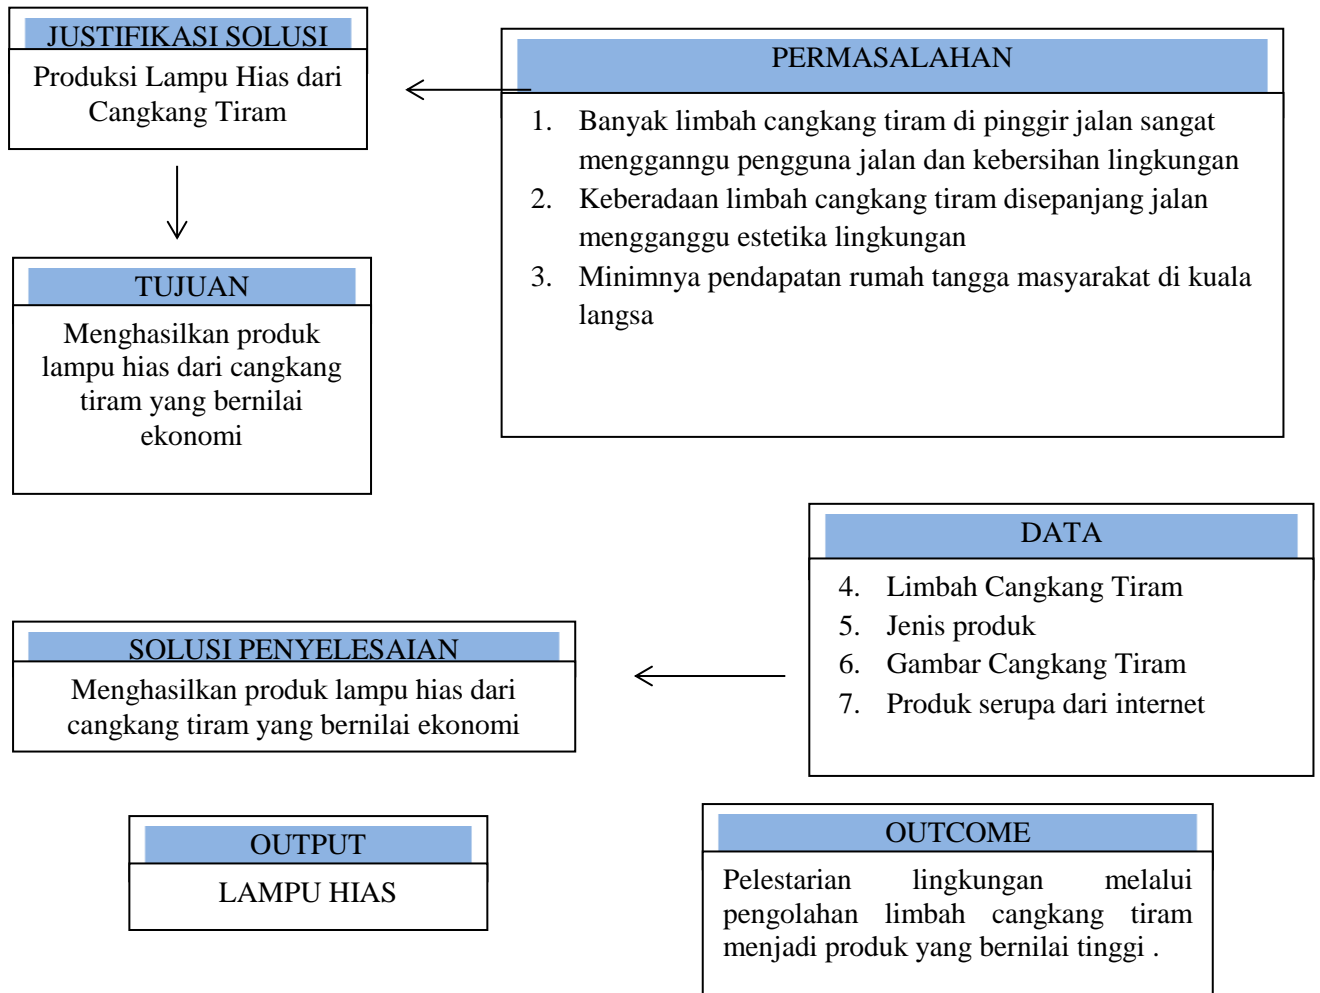 JUSTIFIKASI SOLUSI
Produksi Lampu Hias dari
Cangkang Tiram
PERMASALAHAN
1. Banyak limbah cangkang tiram di pinggir jalan sangat
mengganngu pengguna jalan dan kebersihan lingkungan
2. Keberadaan limbah cangkang tiram disepanjang jalan
mengganggu estetika lingkungan
3. Minimnya pendapatan rumah tangga masyarakat di kuala
langsa
TUJUAN
Menghasilkan produk
lampu hias dari cangkang
tiram yang bernilai
ekonomi
DATA
4. Limbah Cangkang Tiram
5. Jenis produk
6. Gambar Cangkang Tiram
7. Produk serupa dari internet
SOLUSI PENYELESAIAN
Menghasilkan produk lampu hias dari
cangkang tiram yang bernilai ekonomi
OUTPUT
LAMPU HIAS
OUTCOME
Pelestarian lingkungan melalui
pengolahan limbah cangkang tiram
menjadi produk yang bernilai tinggi .